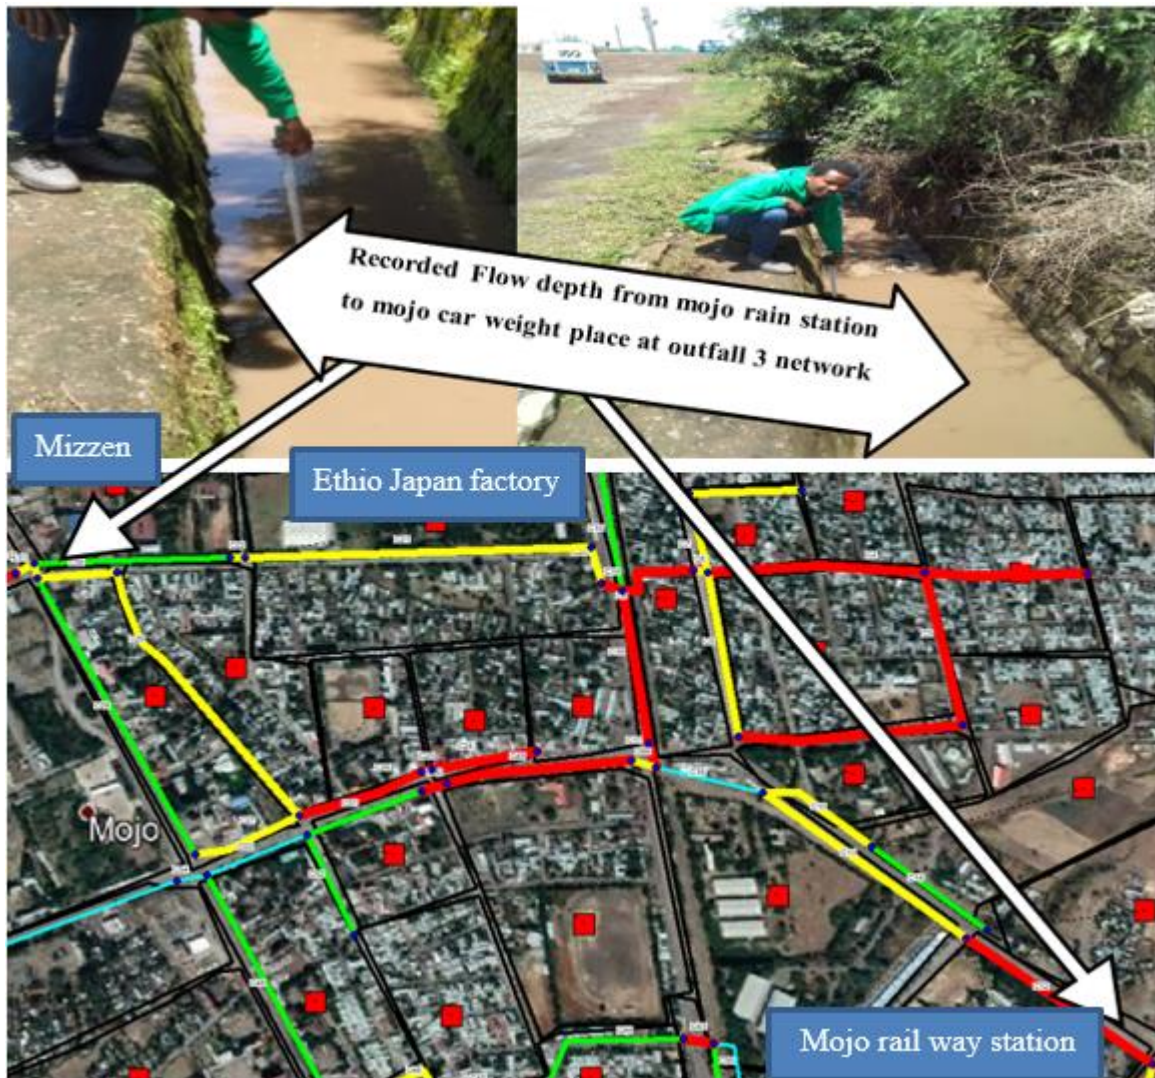 Recorded Flow depth from mojo rain station
to mojo car weight place at outfall 3 network
Mizzen
Ethio Japan factory
Mojo
Mojo rail way station